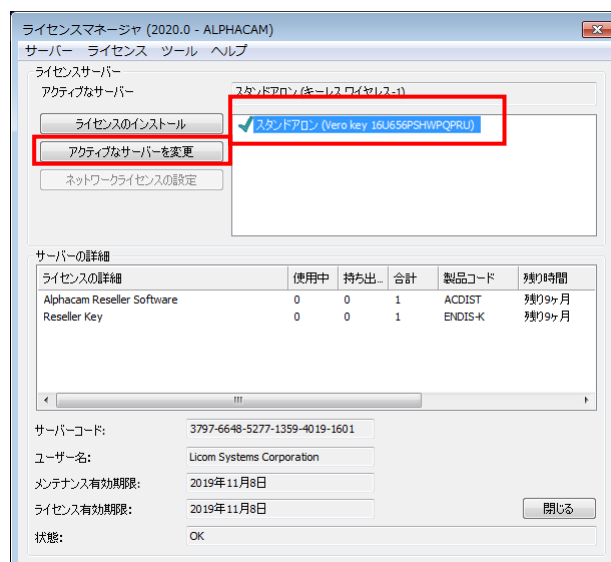 ライセンスマネージャ (2020.0 - ALPHACAM)
サーバー ライセンス ツール ヘルプ
ライセンスサーバー
アクティブなサーバー スタンドアロン (キーレス ワイヤレス-1)
ライセンスのインストール スタンドアロン (Vero key 16U656PSHWPQPRU)
アクティブなサーバーを変更
ネットワークライセンスの設定
サーバーの詳細
ライセンスの詳細 使用中 持ち出... 合計 製品コード 残り時間
Alphacam Reseller Software 0 0 1 ACDIST 残り9ヶ月
Reseller Key 0 0 1 ENDIS-K 残り9ヶ月
サーバーコード: 3797-6648-5277-1359-4019-1601
ユーザー名: Licom Systems Corporation
メンテナンス有効期限: 2019年11月8日
ライセンス有効期限: 2019年11月8日 閉じる
状態: OK